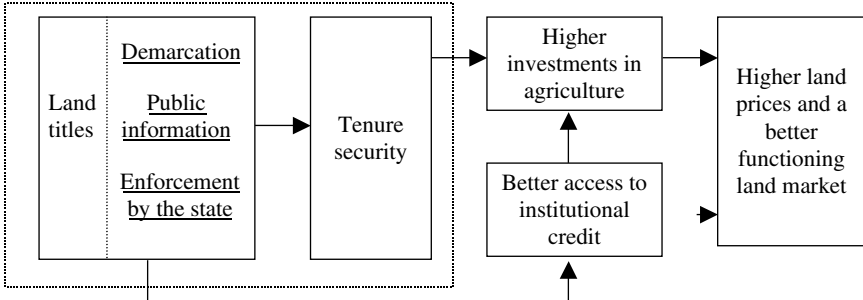 Land
titles
Demarcation
Public
information
Enforcement
by the state
Tenure
security
Higher
investments in
agriculture
Better access to
institutional
credit
Higher land
prices and a
better
functioning
land market